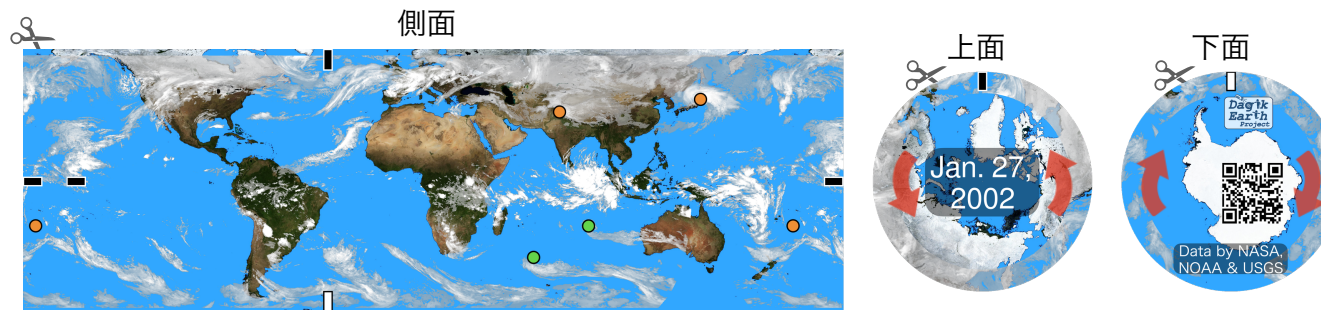 側面
上面
下面
Dagik
Earth
Project
Jan. 27,
2002
Data by NASA,
NOAA & USGS